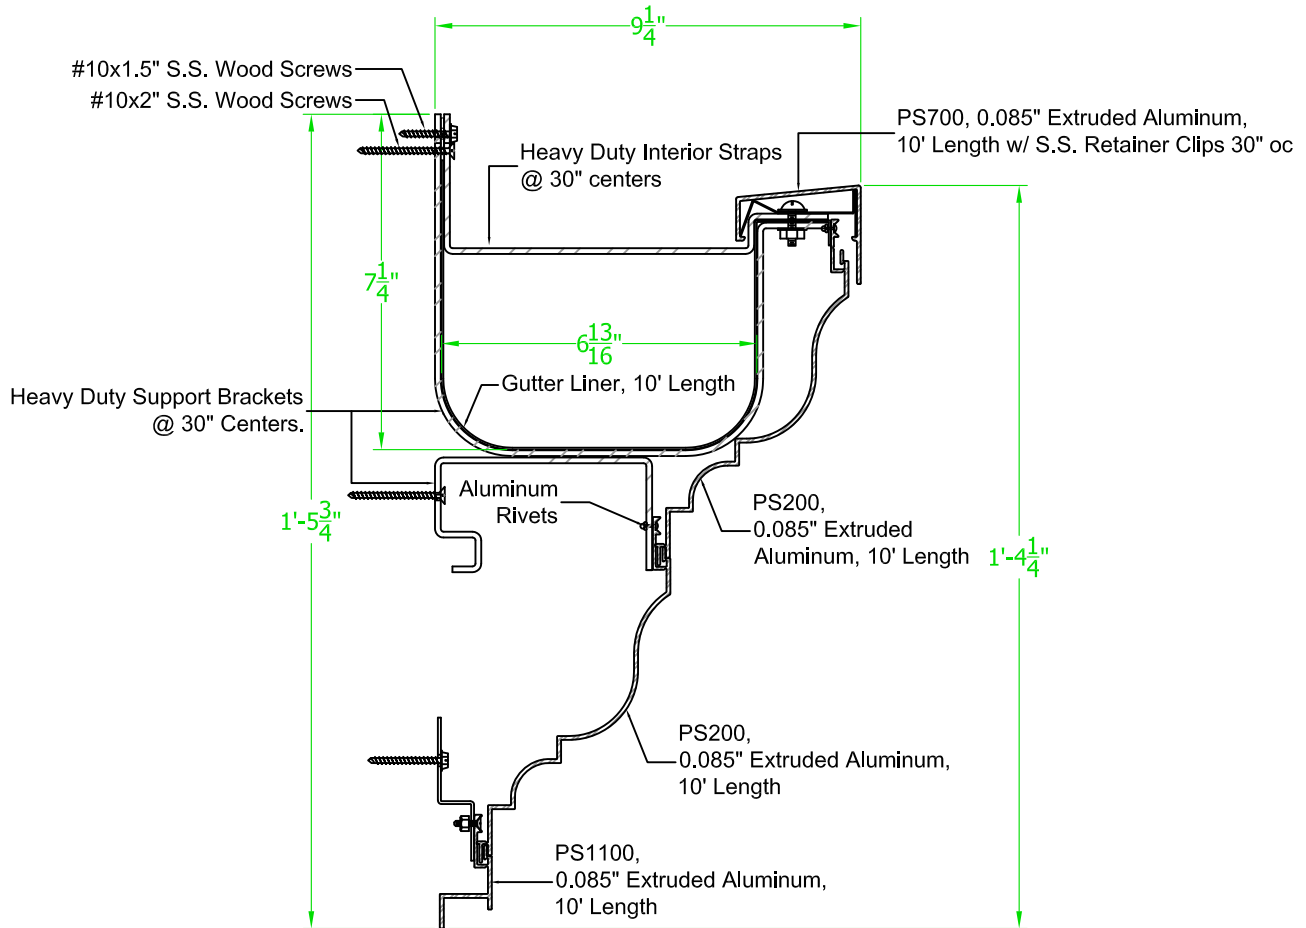 9 1/4"
#10x1.5" S.S. Wood Screws
#10x2" S.S. Wood Screws
PS700, 0.085" Extruded Aluminum,
10' Length w/ S.S. Retainer Clips 30" oc
Heavy Duty Interior Straps
@ 30" centers
7 1/4"
6 13/16"
Gutter Liner, 10' Length
Heavy Duty Support Brackets
@ 30" Centers.
Aluminum
Rivets
1'-5 3/4"
PS200,
0.085" Extruded
Aluminum, 10' Length
1'-4 1/4"
PS200,
0.085" Extruded Aluminum,
10' Length
PS1100,
0.085" Extruded Aluminum,
10' Length